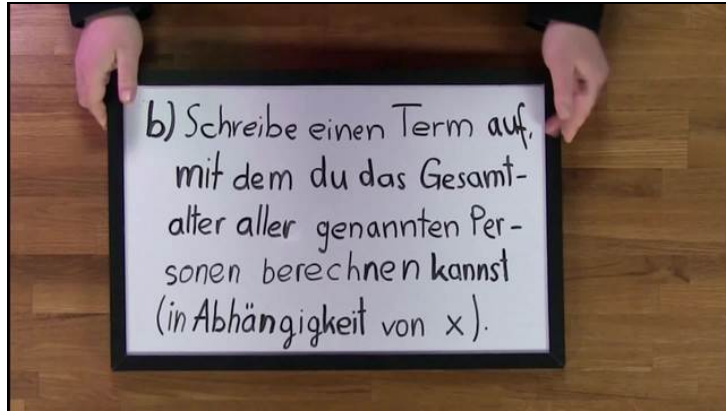 b) Schreibe einen Term auf,
mit dem du das Gesamt-
alter aller genannten Per-
sonen berechnen kannst
(in Abhängigkeit von x).